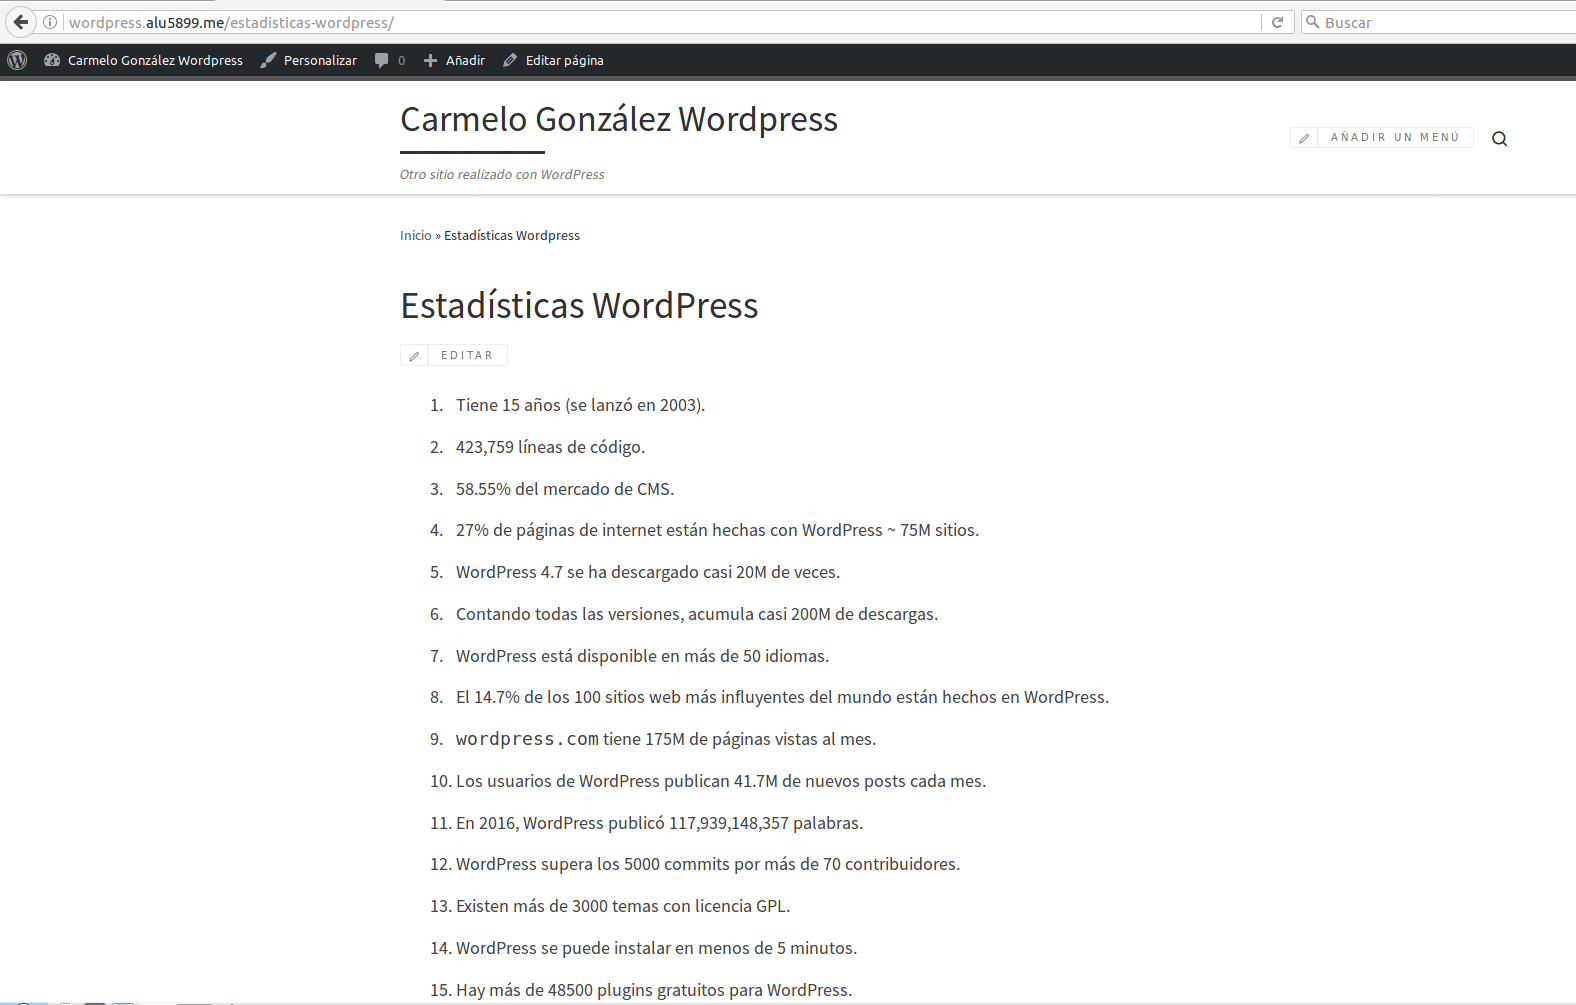 wordpress.alu5899.me/estadisticas-wordpress/
Buscar
Carmelo González Wordpress Personalizar 0 Añadir Editar página
Carmelo González Wordpress
AÑADIR UN MENÚ
Otro sitio realizado con WordPress
Inicio » Estadísticas Wordpress
Estadísticas WordPress
EDITAR
1. Tiene 15 años (se lanzó en 2003).
2. 423,759 líneas de código.
3. 58.55% del mercado de CMS.
4. 27% de páginas de internet están hechas con WordPress ~ 75M sitios.
5. WordPress 4.7 se ha descargado casi 20M de veces.
6. Contando todas las versiones, acumula casi 200M de descargas.
7. WordPress está disponible en más de 50 idiomas.
8. El 14.7% de los 100 sitios web más influyentes del mundo están hechos en WordPress.
9. wordpress.com tiene 175M de páginas vistas al mes.
10. Los usuarios de WordPress publican 41.7M de nuevos posts cada mes.
11. En 2016, WordPress publicó 117,939,148,357 palabras.
12. WordPress supera los 5000 commits por más de 70 contribuidores.
13. Existen más de 3000 temas con licencia GPL.
14. WordPress se puede instalar en menos de 5 minutos.
15. Hay más de 48500 plugins gratuitos para WordPress.